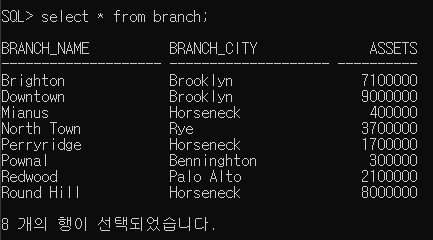 SQL> select * from branch;
BRANCH_NAME BRANCH_CITY ASSETS
-------------------- -------------------- ----------
Brighton Brooklyn 7100000
Downtown Brooklyn 9000000
Mianus Horseneck 400000
North Town Rye 3700000
Perryridge Horseneck 1700000
Pownal Benninghton 300000
Redwood Palo Alto 2100000
Round Hill Horseneck 8000000
8 개의 행이 선택되었습니다.